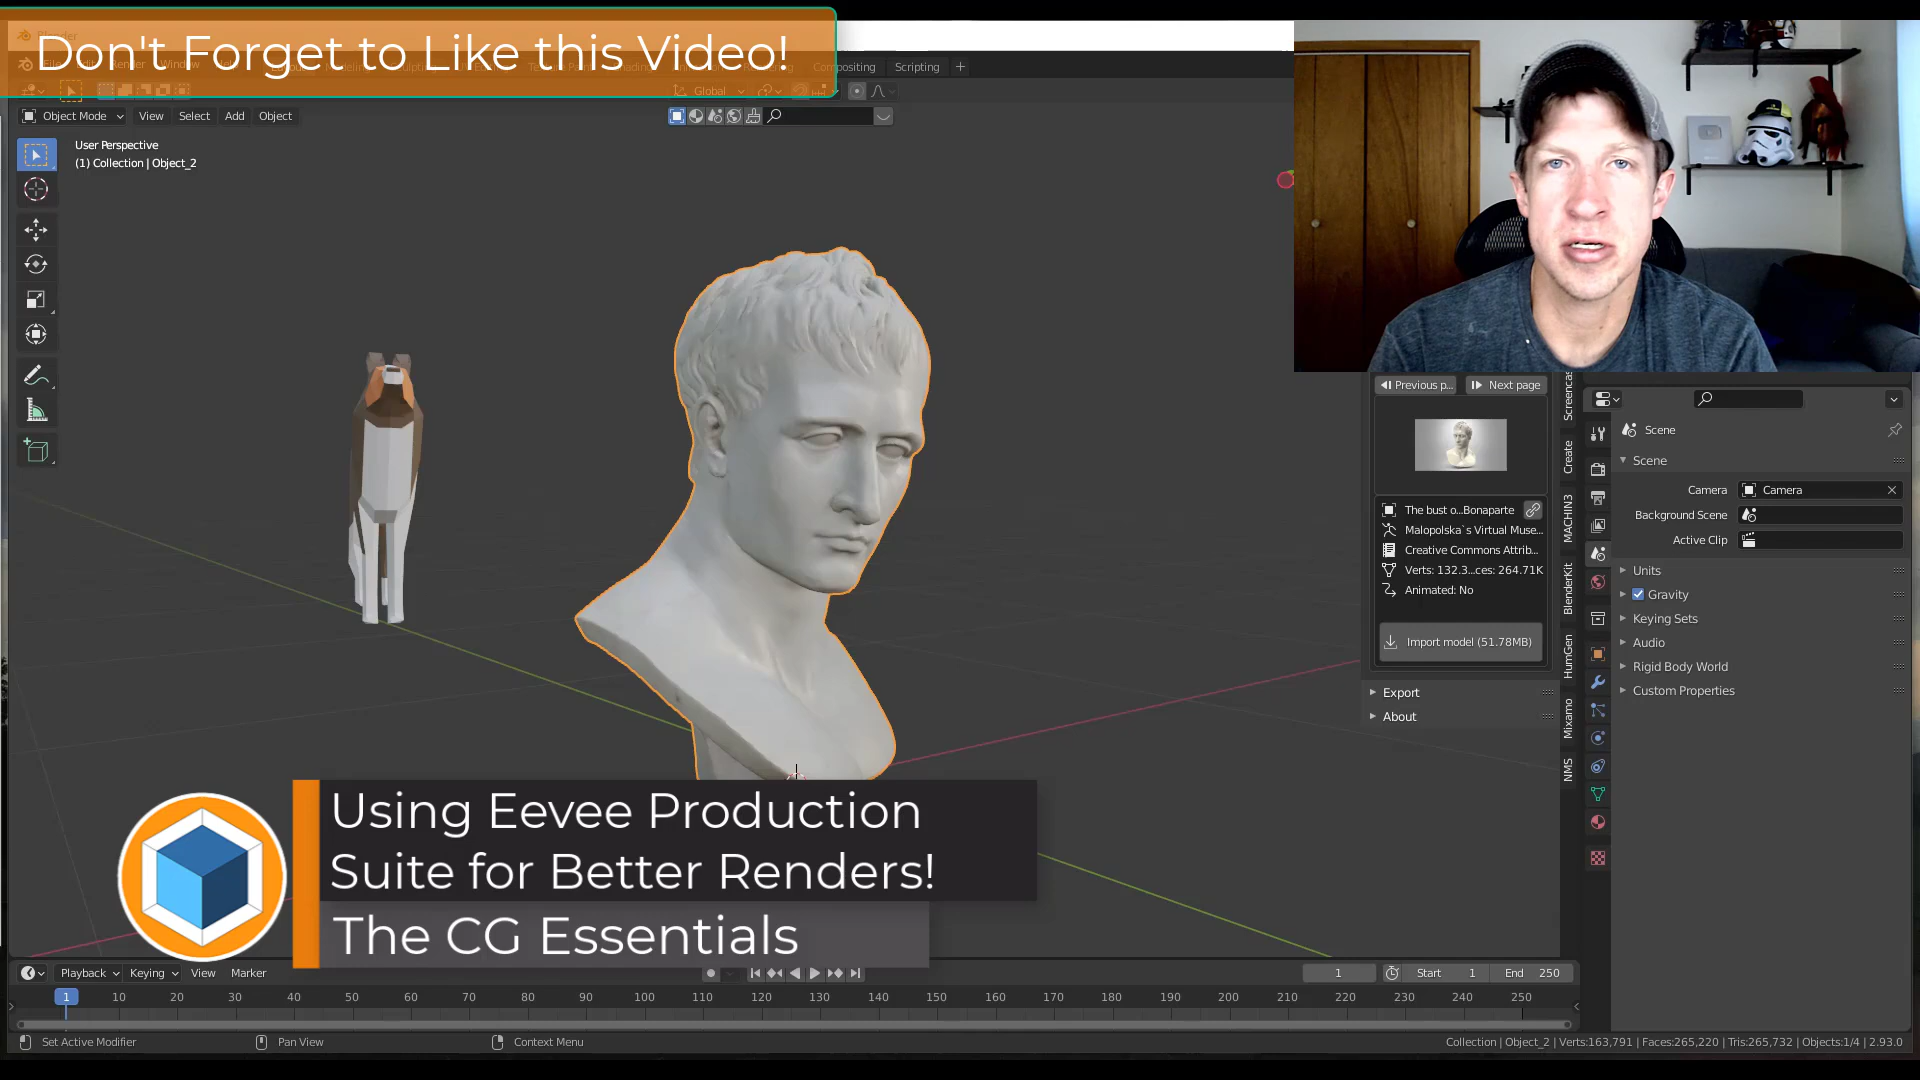 Don't Forget to Like this Video!
Compositing
Scripting
Global
Object Mode
View
Select
Add
Object
User Perspective
(1) Collection | Object_2
Previous p...
Next page
The bust o...Bonaparte
Malopolska`s Virtual Muse...
Creative Commons Attrib...
Verts: 132.3...ces: 264.71K
Animated: No
Import model (51.78MB)
Export
About
Screencas
Create
MACHIN3
BlenderKit
HumGen
Mixamo
NMS
Scene
Scene
Camera
Camera
Background Scene
Active Clip
Units
Gravity
Keying Sets
Audio
Rigid Body World
Custom Properties
Using Eevee Production
Suite for Better Renders!
The CG Essentials
Playback
Keying
View
Marker
1
Start 1
End 250
1 10 20 30 40 50 60 70 80 90 100 110 120 130 140 150 160 170 180 190 200 210 220 230 240 250
Set Active Modifier
Pan View
Context Menu
Collection | Object_2 | Verts:163,791 | Faces:265,220 | Tris:265,732 | Objects:1/4 | 2.93.0